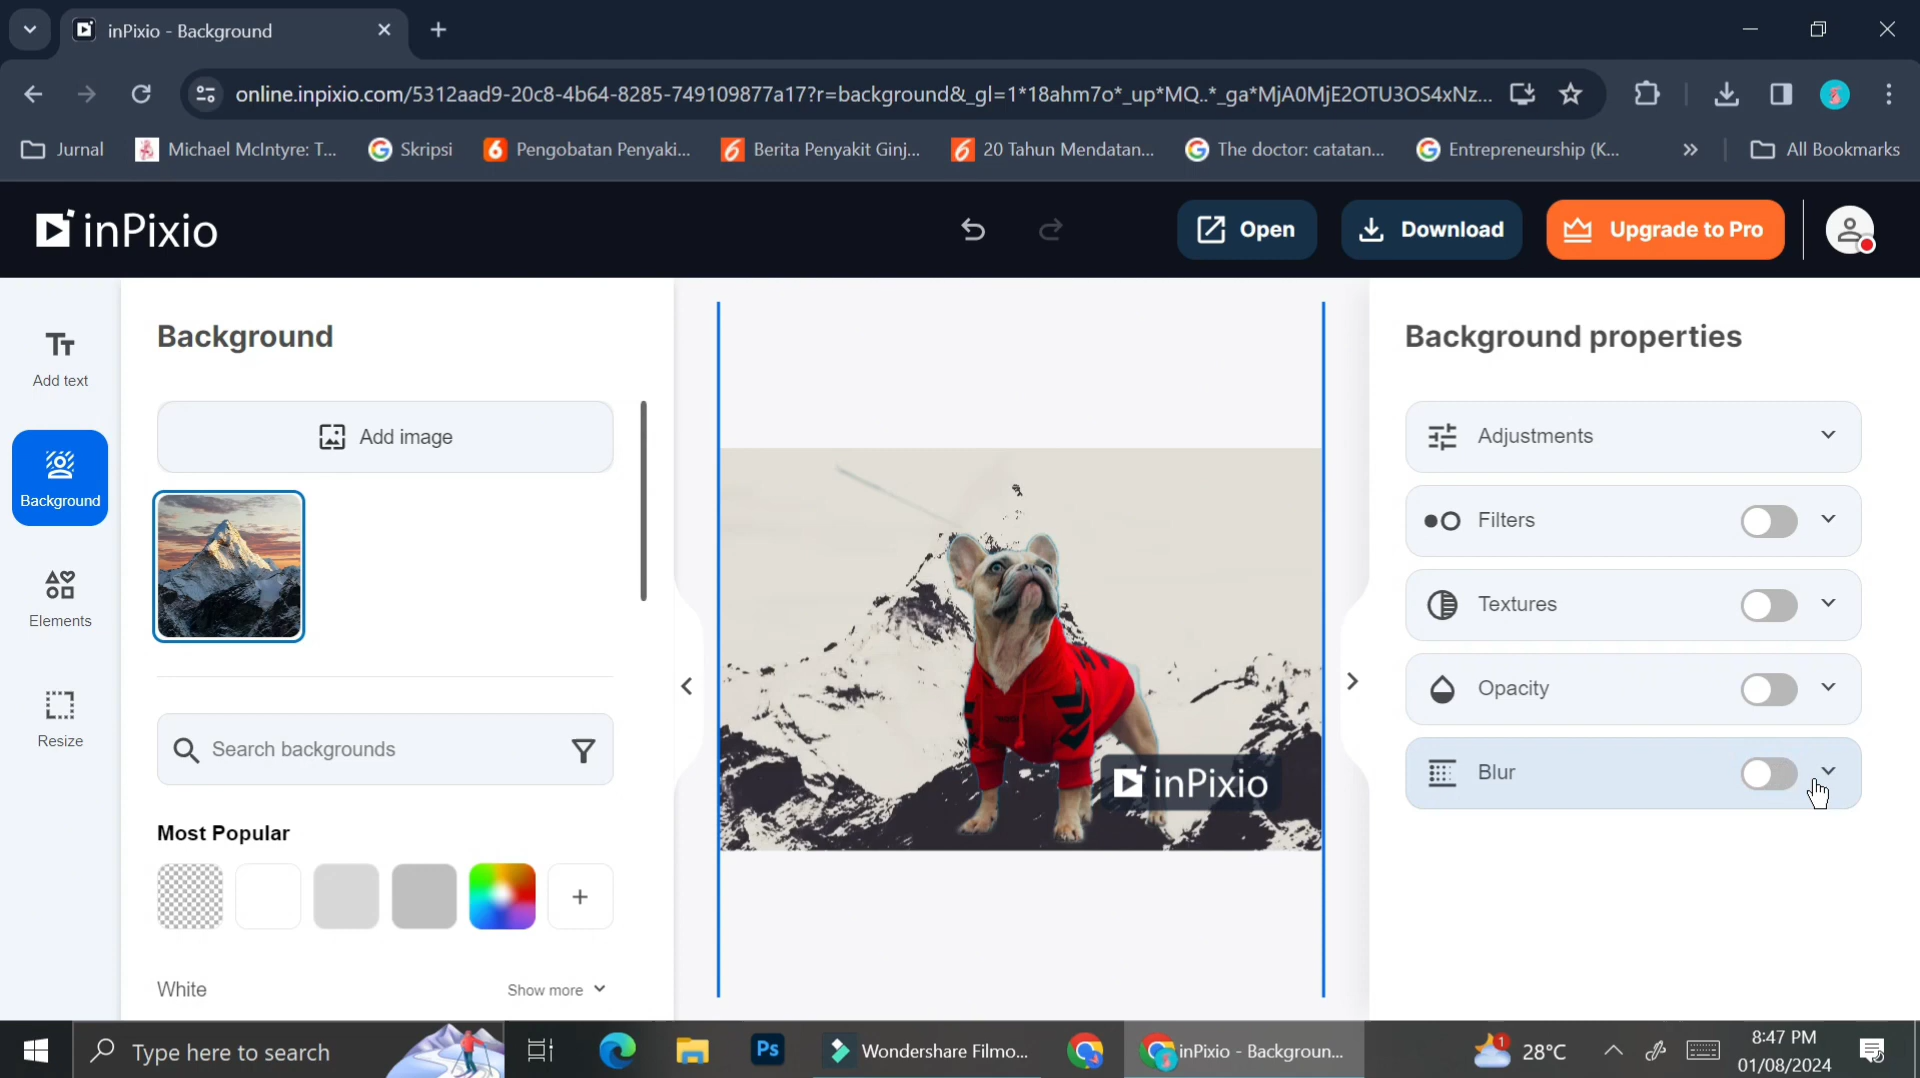 inPixio - Background
online.inpixio.com/5312aad9-20c8-4b64-8285-749109877a17?r=background&_gl=1*18ahm7o*_up*MQ..*_ga*MjA0MjE2OTU3OS4xNz...
Jurnal
Michael McIntyre: T...
Skripsi
Pengobatan Penyaki...
Berita Penyakit Ginj...
20 Tahun Mendatan...
The doctor: catatan...
Entrepreneurship (K...
»
All Bookmarks
inPixio
Open
Download
Upgrade to Pro
Add text
Background
Elements
Resize
Background
Add image
Search backgrounds
Most Popular
White
Show more
inPixio
Background properties
Adjustments
Filters
Textures
Opacity
Blur
Type here to search
Ps
Wondershare Filmo...
inPixio - Backgroun...
1
28°C
8:47 PM
01/08/2024